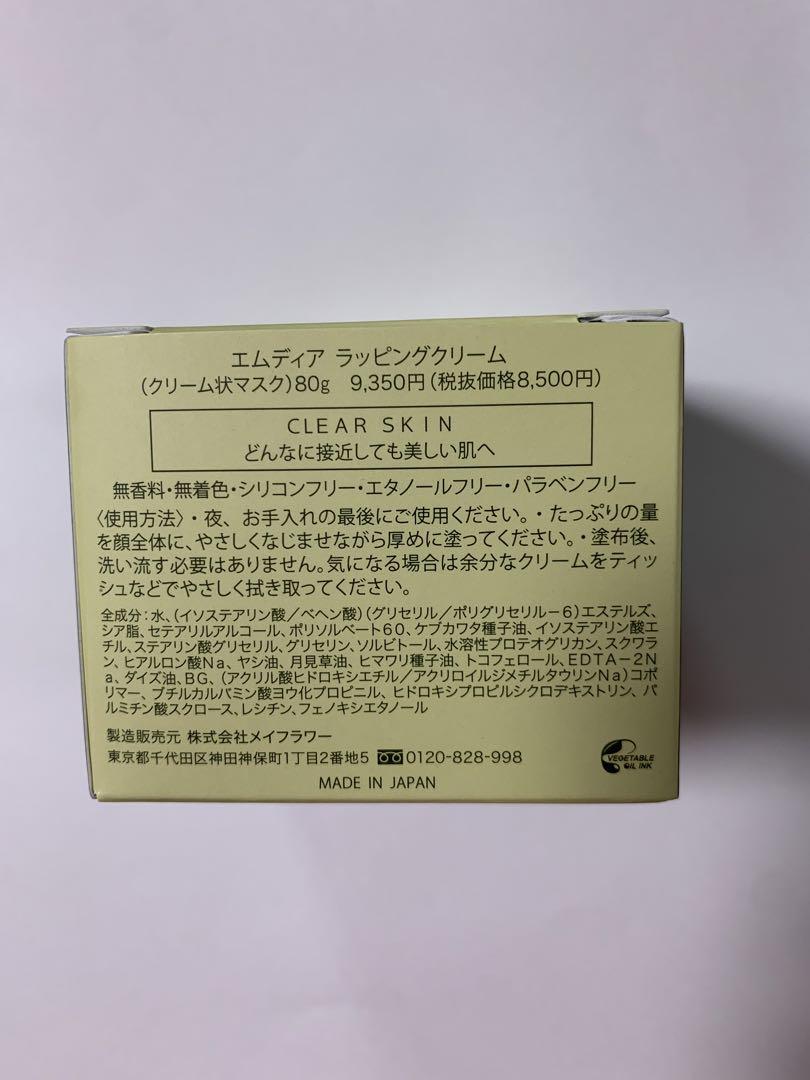 エムディア ラッピングクリーム
(クリーム状マスク)80g 9,350円(税抜価格8,500円)
CLEAR SKIN
どんなに接近しても美しい肌へ
無香料・無着色・シリコンフリー・エタノールフリー・パラベンフリー
〈使用方法〉・夜、お手入れの最後にご使用ください。・たっぷりの量
を顔全体に、やさしくなじませながら厚めに塗ってください。・塗布後、
洗い流す必要はありません。気になる場合は余分なクリームをティッ
シュなどでやさしく拭き取ってください。
全成分:水、(イソステアリン酸/ベヘン酸)(グリセリル/ポリグリセリル-6)エステルズ、
シア脂、セテアリルアルコール、ポリソルベート60、ケブカワタ種子油、イソステアリン酸エ
チル、ステアリン酸グリセリル、グリセリン、ソルビトール、水溶性プロテオグリカン、スクワラ
ン、ヒアルロン酸Na、ヤシ油、月見草油、ヒマワリ種子油、トコフェロール、EDTA-2N
a、ダイズ油、BG、(アクリル酸ヒドロキシエチル/アクリロイルジメチルタウリンNa)コポ
リマー、ブチルカルバミン酸ヨウ化プロピニル、ヒドロキシプロピルシクロデキストリン、パ
ルミチン酸スクロース、レシチン、フェノキシエタノール
製造販売元 株式会社メイフラワー
東京都千代田区神田神保町1丁目2番地5 0120-828-998
VEGETABLE
OIL INK
MADE IN JAPAN